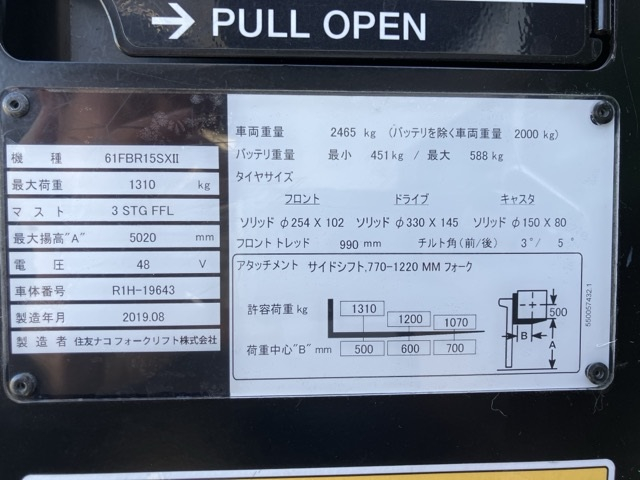 → PULL OPEN
機 種 61FBR15SXII
最大荷重 1310 kg
マスト 3 STG FFL
最大揚高"A" 5020 mm
電 圧 48 V
車体番号 R1H-19643
製造年月 2019.08
製造者 住友ナコ フォークリフト株式会社
車両重量 2465 kg (バッテリを除く車両重量 2000 kg)
バッテリ重量 最小 451 kg / 最大 588 kg
タイヤサイズ
フロント ドライブ キャスタ
ソリッド φ254 X 102 ソリッド φ330 X 145 ソリッド φ150 X 80
フロント トレッド 990 mm チルト角(前/後) 3°/ 5°
アタッチメント サイドシフト,770-1220 MM フォーク
許容荷重 kg 1310 1200 1070
荷重中心"B" mm 500 600 700
500
B
A
550057432.1